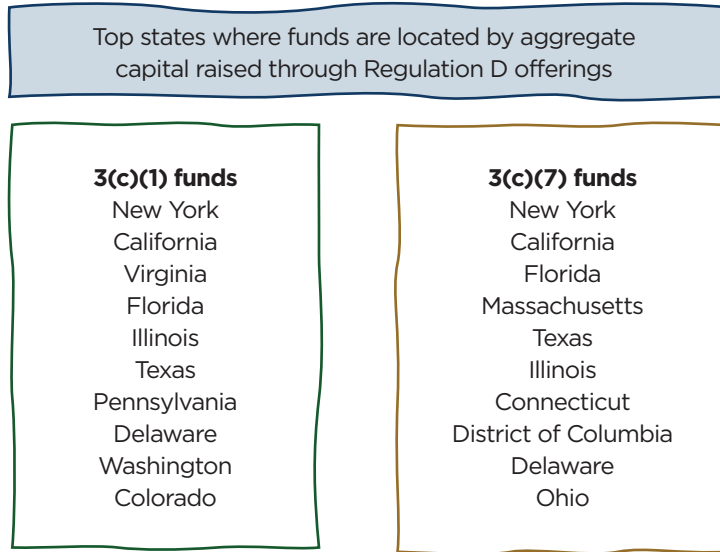 Top states where funds are located by aggregate
capital raised through Regulation D offerings
3(c)(1) funds
New York
California
Virginia
Florida
Illinois
Texas
Pennsylvania
Delaware
Washington
Colorado
3(c)(7) funds
New York
California
Florida
Massachusetts
Texas
Illinois
Connecticut
District of Columbia
Delaware
Ohio